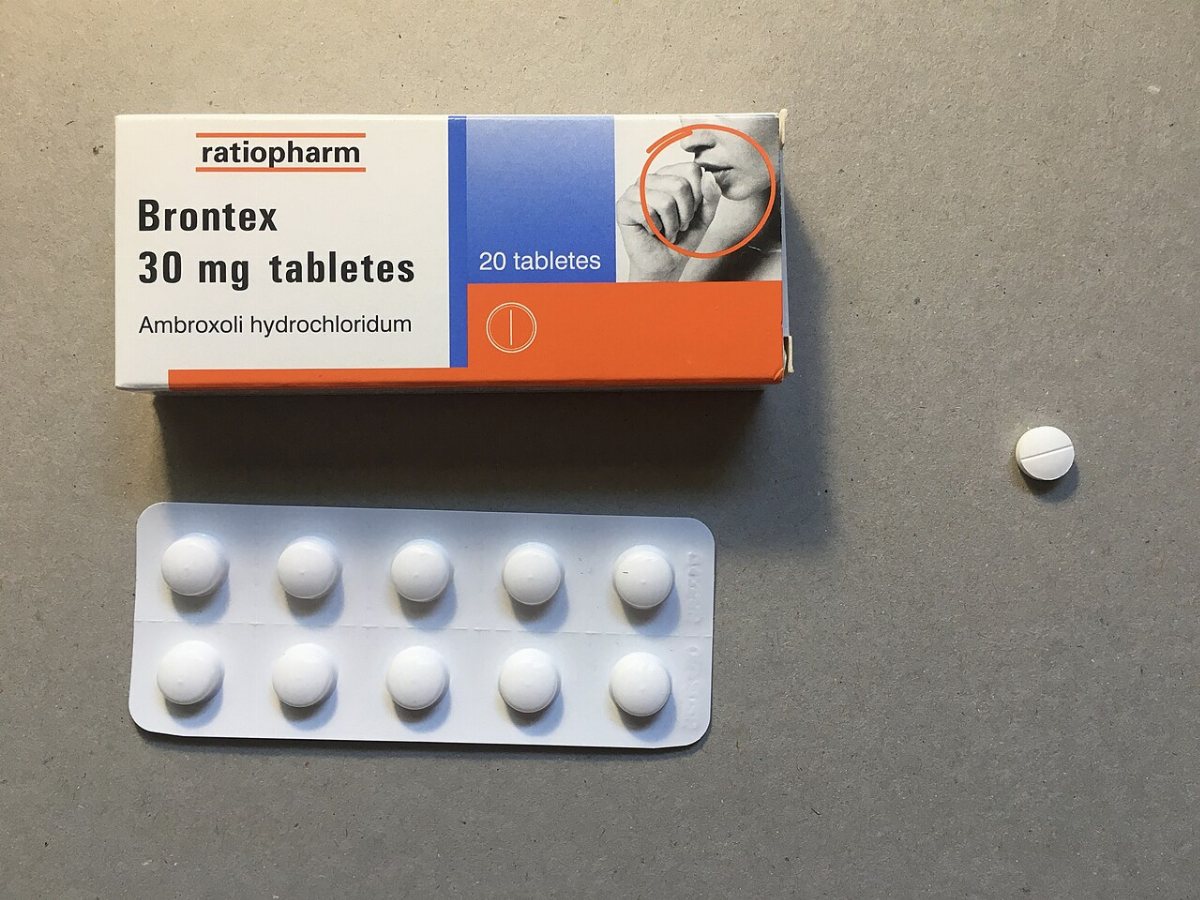 ratiopharm
Brontex
30 mg tabletes
Ambroxoli hydrochloridum
20 tabletes